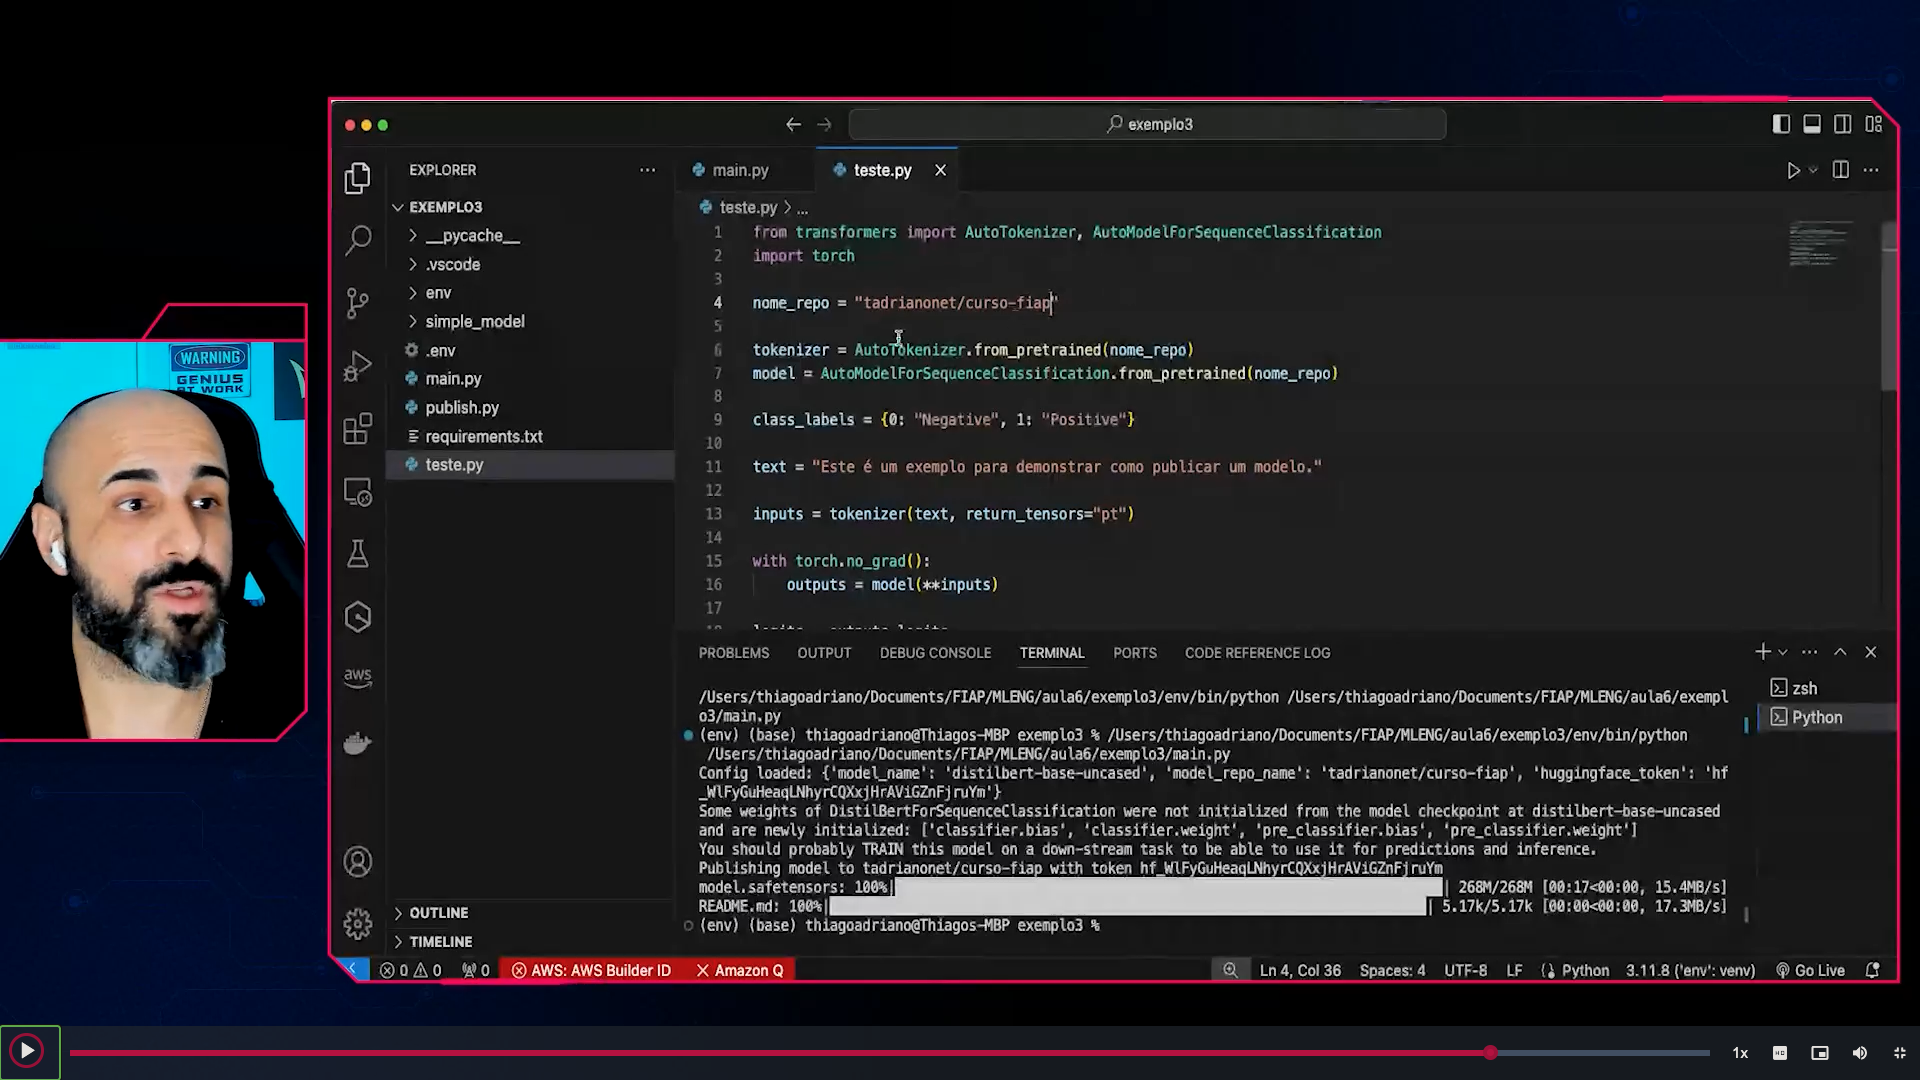 exemplo3
EXPLORER
main.py
teste.py
EXEMPLO3
__pycache__
.vscode
env
simple_model
.env
main.py
publish.py
requirements.txt
teste.py
OUTLINE
TIMELINE
teste.py > ...
1 from transformers import AutoTokenizer, AutoModelForSequenceClassification
2 import torch
3
4 nome_repo = "tadrianonet/curso-fiap"
5
6 tokenizer = AutoTokenizer.from_pretrained(nome_repo)
7 model = AutoModelForSequenceClassification.from_pretrained(nome_repo)
8
9 class_labels = {0: "Negative", 1: "Positive"}
10
11 text = "Este é um exemplo para demonstrar como publicar um modelo."
12
13 inputs = tokenizer(text, return_tensors="pt")
14
15 with torch.no_grad():
16 outputs = model(**inputs)
17
PROBLEMS OUTPUT DEBUG CONSOLE TERMINAL PORTS CODE REFERENCE LOG
/Users/thiagoadriano/Documents/FIAP/MLENG/aula6/exemplo3/env/bin/python /Users/thiagoadriano/Documents/FIAP/MLENG/aula6/exempl
o3/main.py
(env) (base) thiagoadriano@Thiagos-MBP exemplo3 % /Users/thiagoadriano/Documents/FIAP/MLENG/aula6/exemplo3/env/bin/python
/Users/thiagoadriano/Documents/FIAP/MLENG/aula6/exemplo3/main.py
Config loaded: {'model_name': 'distilbert-base-uncased', 'model_repo_name': 'tadrianonet/curso-fiap', 'huggingface_token': 'hf
_WlFyGuHeaqLNhyrCQXxjHrAViGZnFjruYm'}
Some weights of DistilBertForSequenceClassification were not initialized from the model checkpoint at distilbert-base-uncased
and are newly initialized: ['classifier.bias', 'classifier.weight', 'pre_classifier.bias', 'pre_classifier.weight']
You should probably TRAIN this model on a down-stream task to be able to use it for predictions and inference.
Publishing model to tadrianonet/curso-fiap with token 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
model.safetensors: 100%| | 268M/268M [00:17<00:00, 15.4MB/s]
README.md: 100%| | 5.17k/5.17k [00:00<00:00, 17.3MB/s]
(env) (base) thiagoadriano@Thiagos-MBP exemplo3 %
zsh
Python
aws
0 0 0 AWS: AWS Builder ID Amazon Q Ln 4, Col 36 Spaces: 4 UTF-8 LF Python 3.11.8 ('env': venv) Go Live
WARNING
GENIUS
AT WORK
1x